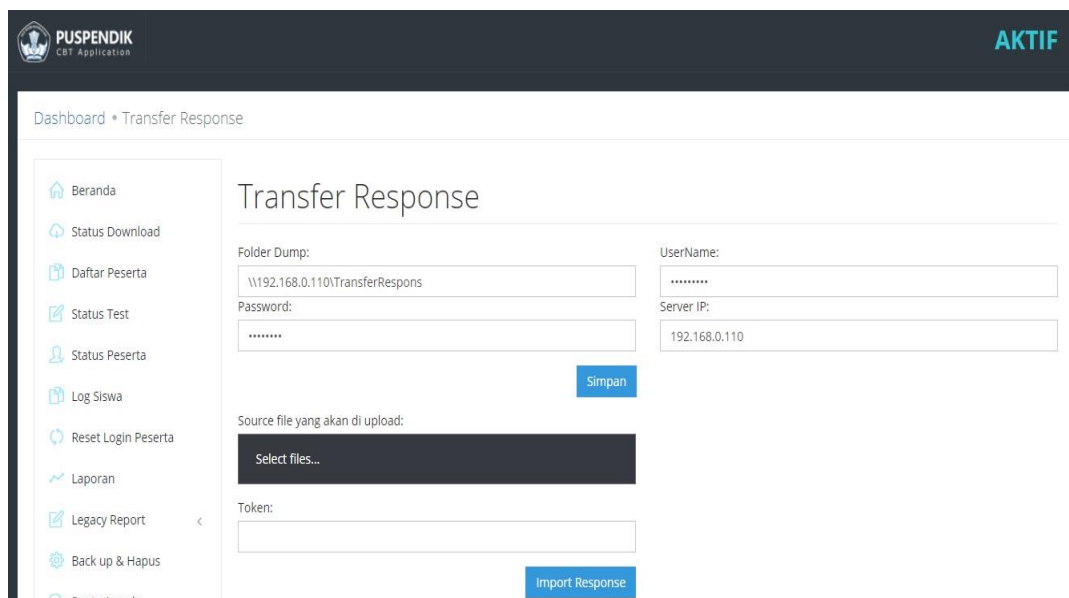 PUSPENDIK
CBT Application
AKTIF
Dashboard • Transfer Response
Beranda
Status Download
Daftar Peserta
Status Test
Status Peserta
Log Siswa
Reset Login Peserta
Laporan
Legacy Report
Back up & Hapus
Transfer Response
Folder Dump:
\\192.168.0.110\TransferRespons
UserName:
•••••••••
Password:
••••••••
Server IP:
192.168.0.110
Simpan
Source file yang akan di upload:
Select files...
Token:
Import Response